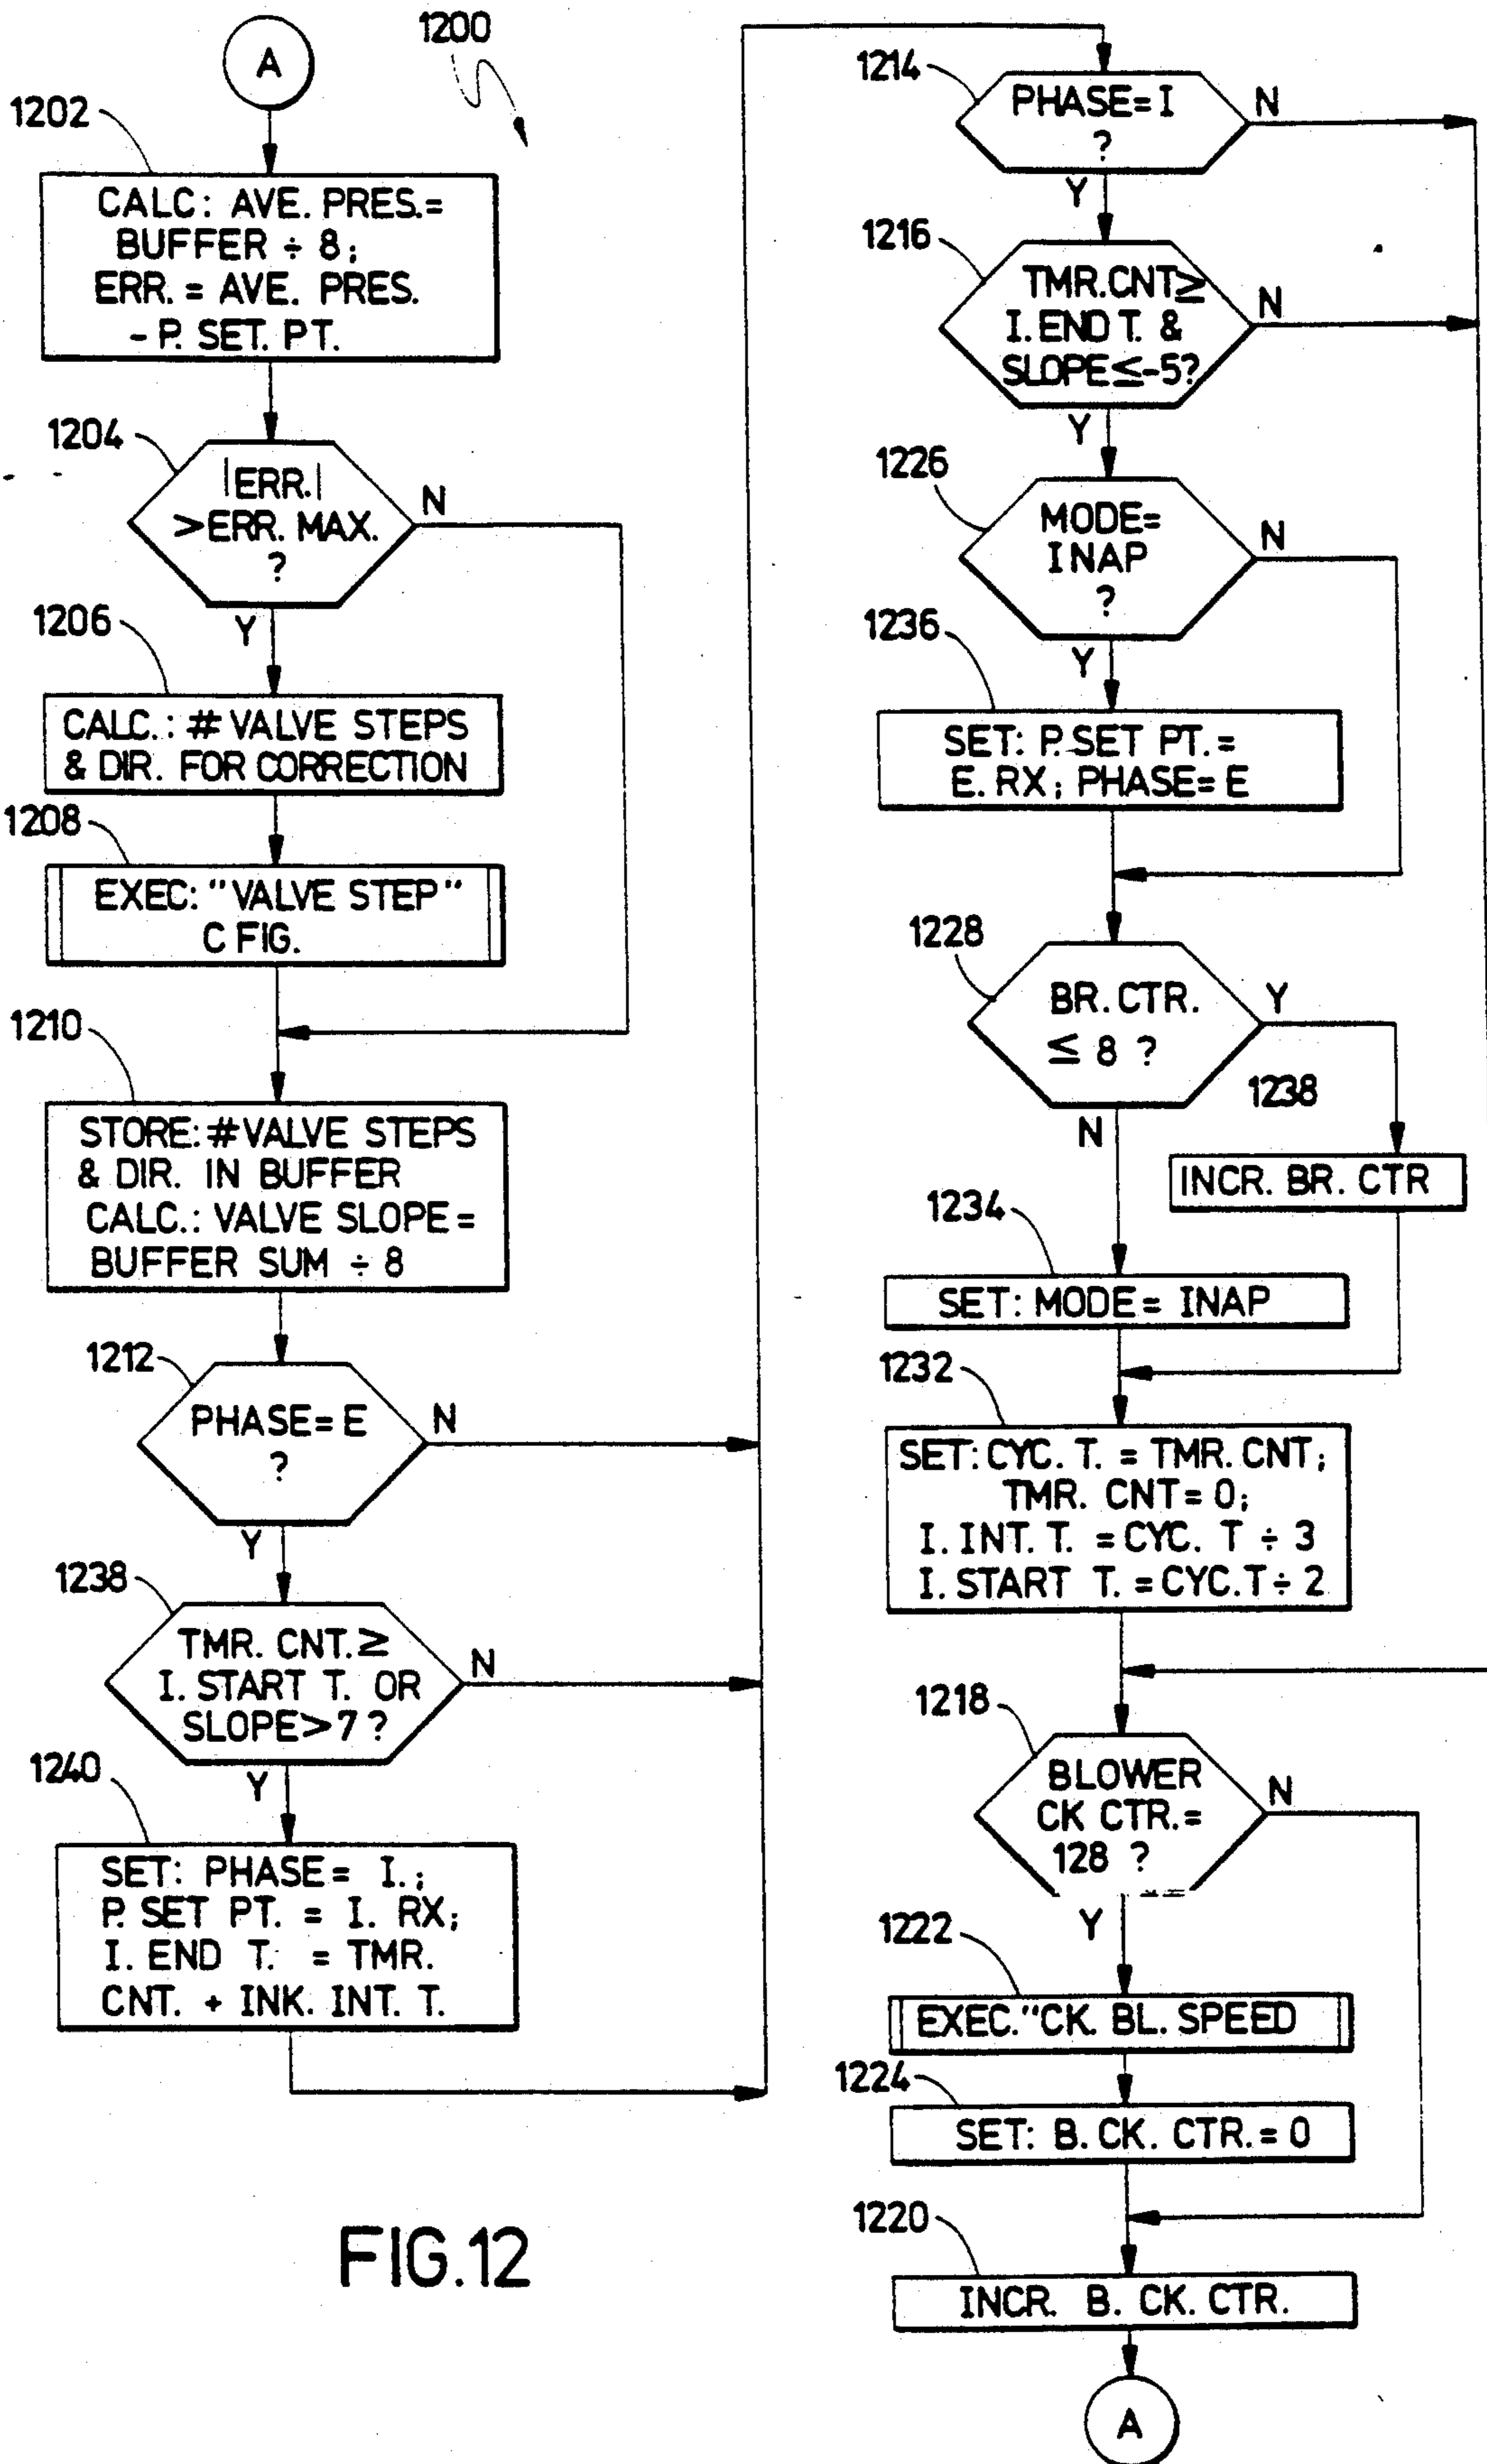 A
1200
1202
CALC: AVE. PRES.=
BUFFER ÷ 8;
ERR. = AVE. PRES.
- P. SET. PT.
1204
|ERR.|
>ERR. MAX.
?
N
Y
1206
CALC.: # VALVE STEPS
& DIR. FOR CORRECTION
1208
EXEC: "VALVE STEP"
C FIG.
1210
STORE: #VALVE STEPS
& DIR. IN BUFFER
CALC.: VALVE SLOPE =
BUFFER SUM ÷ 8
1212
PHASE= E
?
N
Y
1238
TMR. CNT.≥
I. START T. OR
SLOPE>7 ?
N
Y
1240
SET: PHASE= I.;
P. SET PT. = I. RX;
I. END T. = TMR.
CNT. + INK. INT. T.
1214
PHASE= I
?
N
Y
1216
TMR.CNT≥
I. END T. &
SLOPE≤-5?
N
Y
1226
MODE=
INAP
?
N
Y
1236
SET: P. SET PT. =
E. RX; PHASE= E
1228
BR. CTR.
≤ 8 ?
Y
N
1238
INCR. BR. CTR
1234
SET: MODE= INAP
1232
SET: CYC. T. = TMR. CNT;
TMR. CNT= 0;
I. INT. T. = CYC. T ÷ 3
I. START T. = CYC.T÷ 2
1218
BLOWER
CK CTR.=
128 ?
N
Y
1222
EXEC."CK. BL. SPEED
1224
SET: B. CK. CTR.= 0
1220
INCR. B. CK. CTR.
A
FIG.12